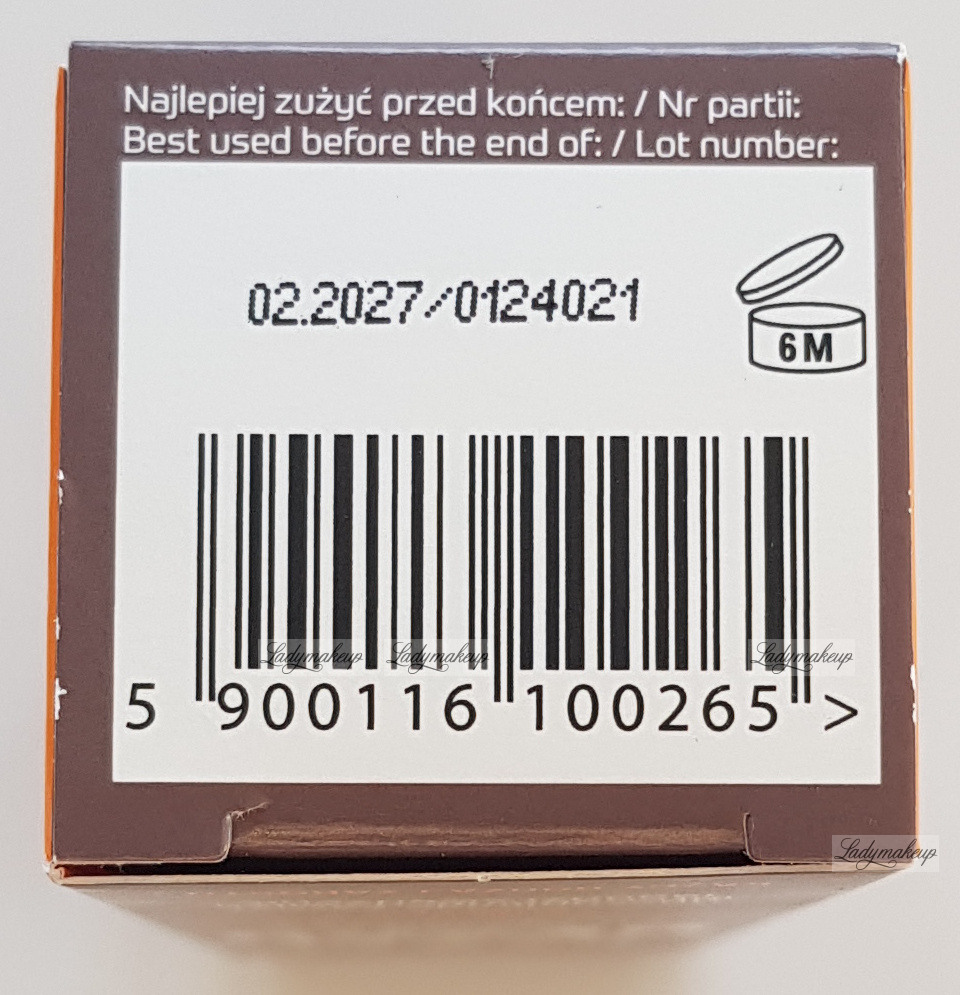 Najlepiej zużyć przed końcem: / Nr partii:
Best used before the end of: / Lot number:
02.2027/0124021
6M
5 900116 100265 >
Ladymakeup Ladymakeup Ladymakeup
Ladymakeup